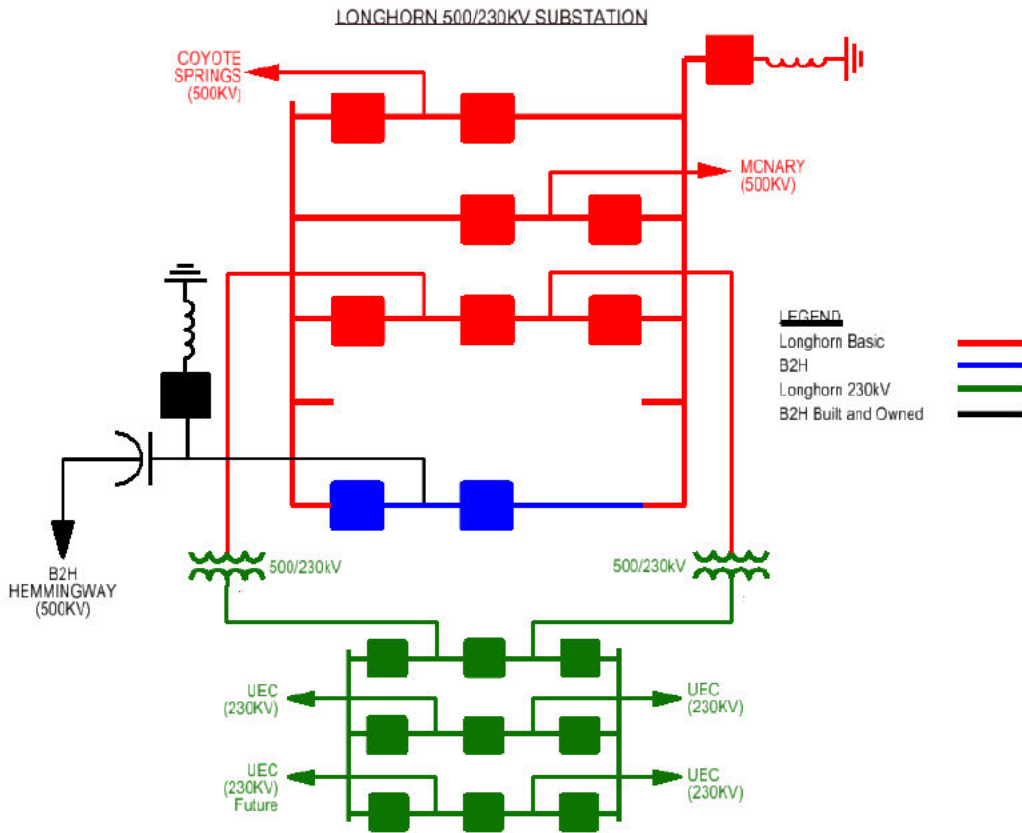 LONGHORN 500/230KV SUBSTATION
COYOTE
SPRINGS
(500KV)
MCNARY
(500KV)
LEGEND
Longhorn Basic
B2H
Longhorn 230kV
B2H Built and Owned
B2H
HEMMINGWAY
(500KV)
500/230kV
500/230kV
UEC
(230KV)
UEC
(230KV)
UEC
(230KV)
Future
UEC
(230KV)